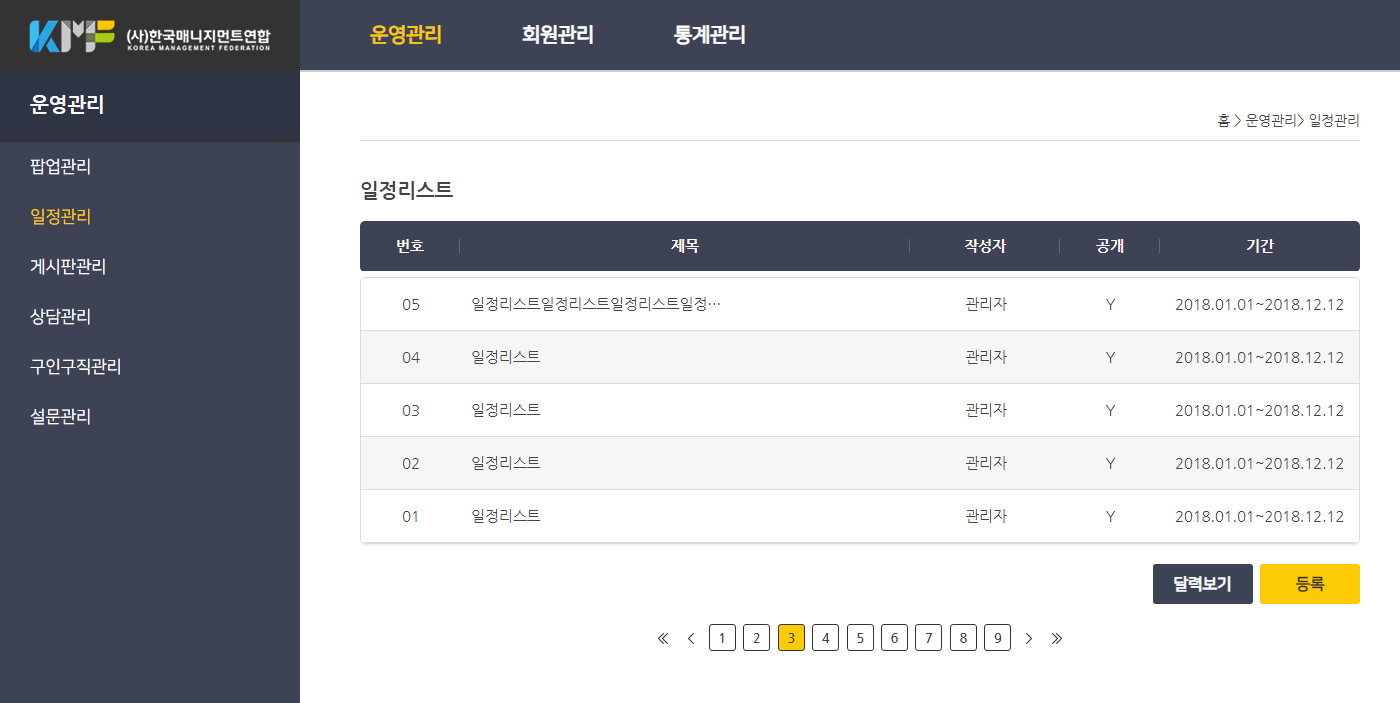 KMF (사)한국매니지먼트연합
KOREA MANAGEMENT FEDERATION
운영관리 회원관리 통계관리
운영관리
팝업관리
일정관리
게시판관리
상담관리
구인구직관리
설문관리
홈 > 운영관리> 일정관리
일정리스트
번호 제목 작성자 공개 기간
05 일정리스트일정리스트일정리스트일정… 관리자 Y 2018.01.01~2018.12.12
04 일정리스트 관리자 Y 2018.01.01~2018.12.12
03 일정리스트 관리자 Y 2018.01.01~2018.12.12
02 일정리스트 관리자 Y 2018.01.01~2018.12.12
01 일정리스트 관리자 Y 2018.01.01~2018.12.12
달력보기 등록
« < 1 2 3 4 5 6 7 8 9 > »